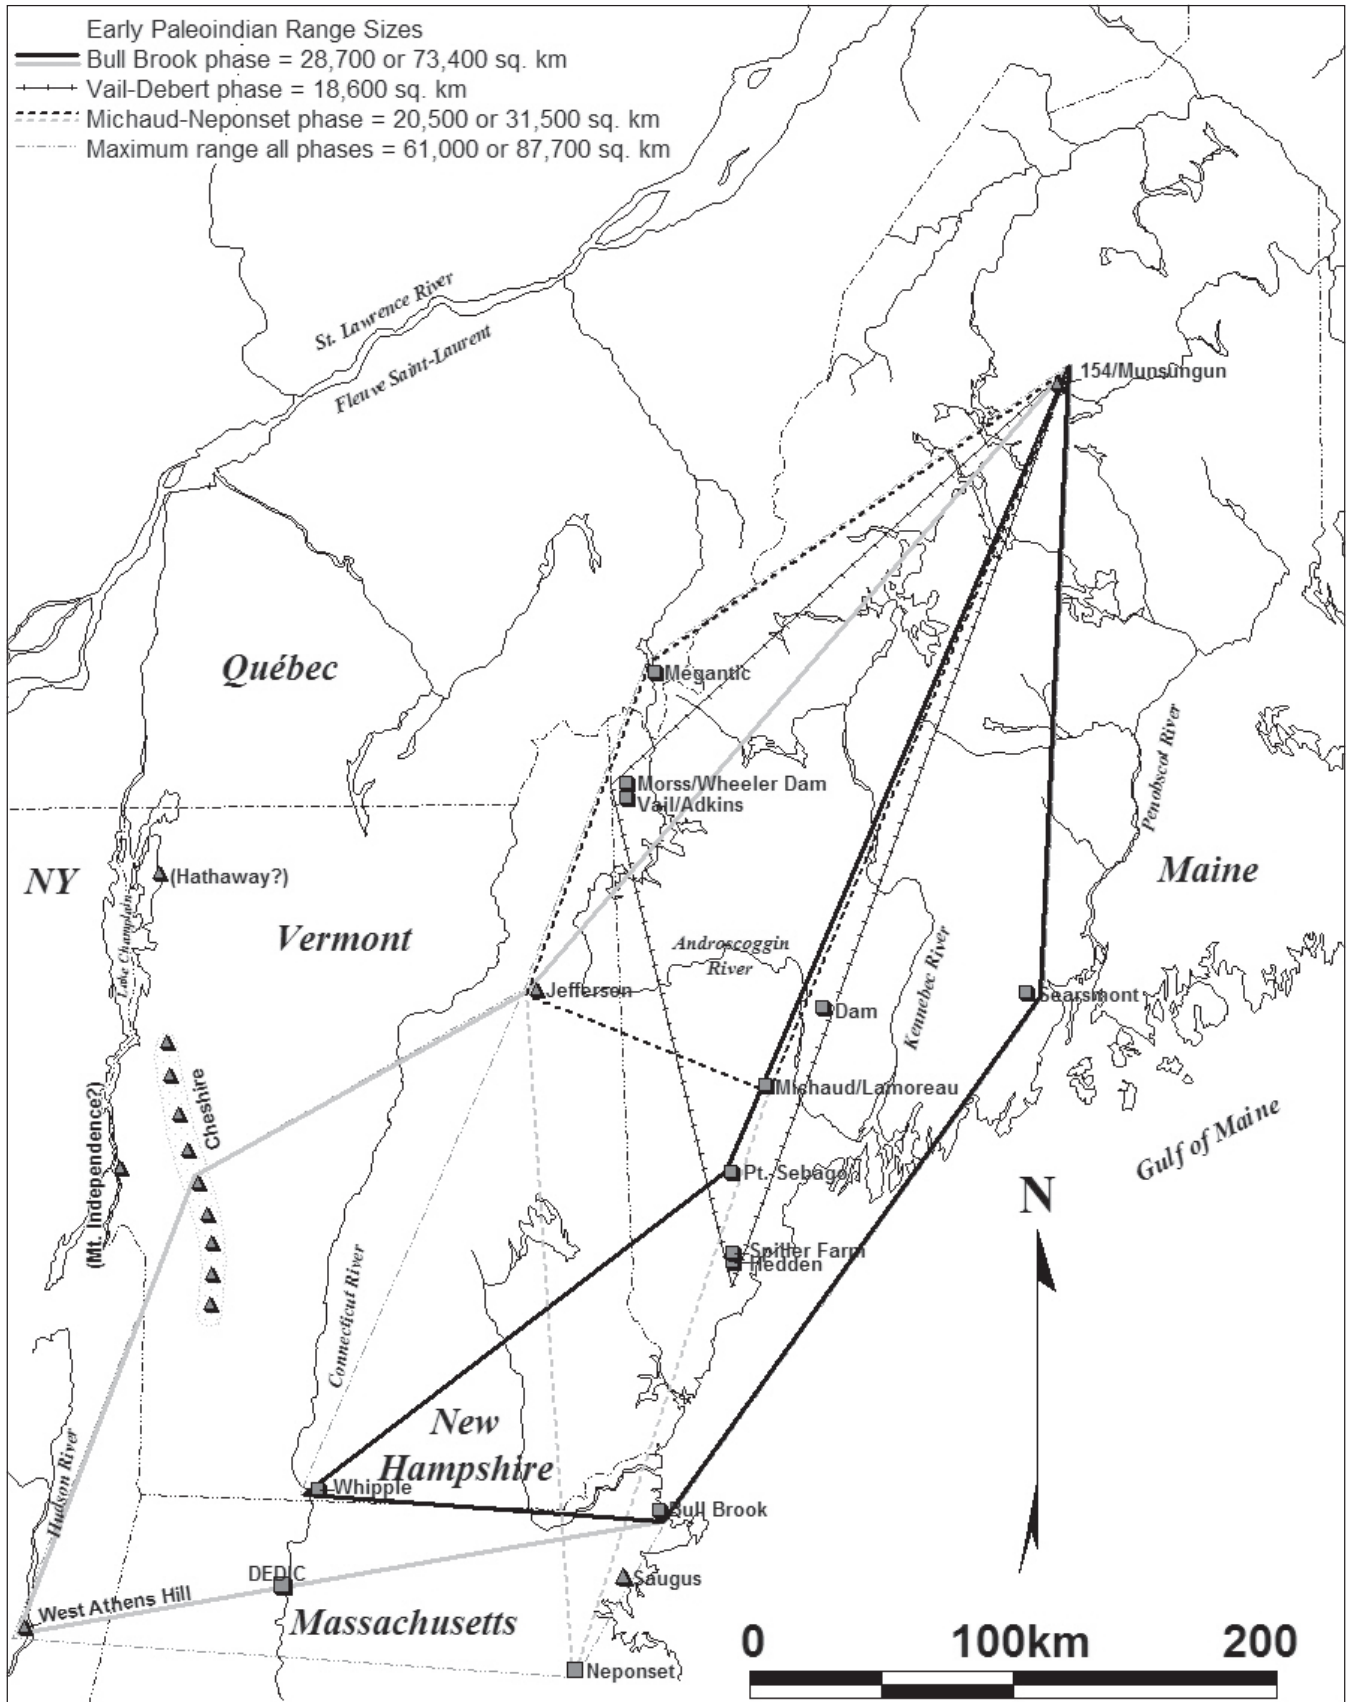 Early Paleoindian Range Sizes
Bull Brook phase = 28,700 or 73,400 sq. km
Vail-Debert phase = 18,600 sq. km
Michaud-Neponset phase = 20,500 or 31,500 sq. km
Maximum range all phases = 61,000 or 87,700 sq. km
St. Lawrence River
Fleuve Saint-Laurent
154/Munsungun
Québec
Mégantic
Penobscot River
Morss/Wheeler Dam
Vail/Adkins
NY
(Hathaway?)
Maine
Lake Champlain
Vermont
Androscoggin
River
Kennebec River
Jefferson
Searsmont
Dam
Cheshire
Michaud/Lamoreau
(Mt. Independence?)
Gulf of Maine
Pt. Sebago
N
Spiller Farm
Hedden
Connecticut River
New
Hampshire
Hudson River
Whipple
Bull Brook
DEDIC
Saugus
West Athens Hill
Massachusetts
Neponset
0 100km 200